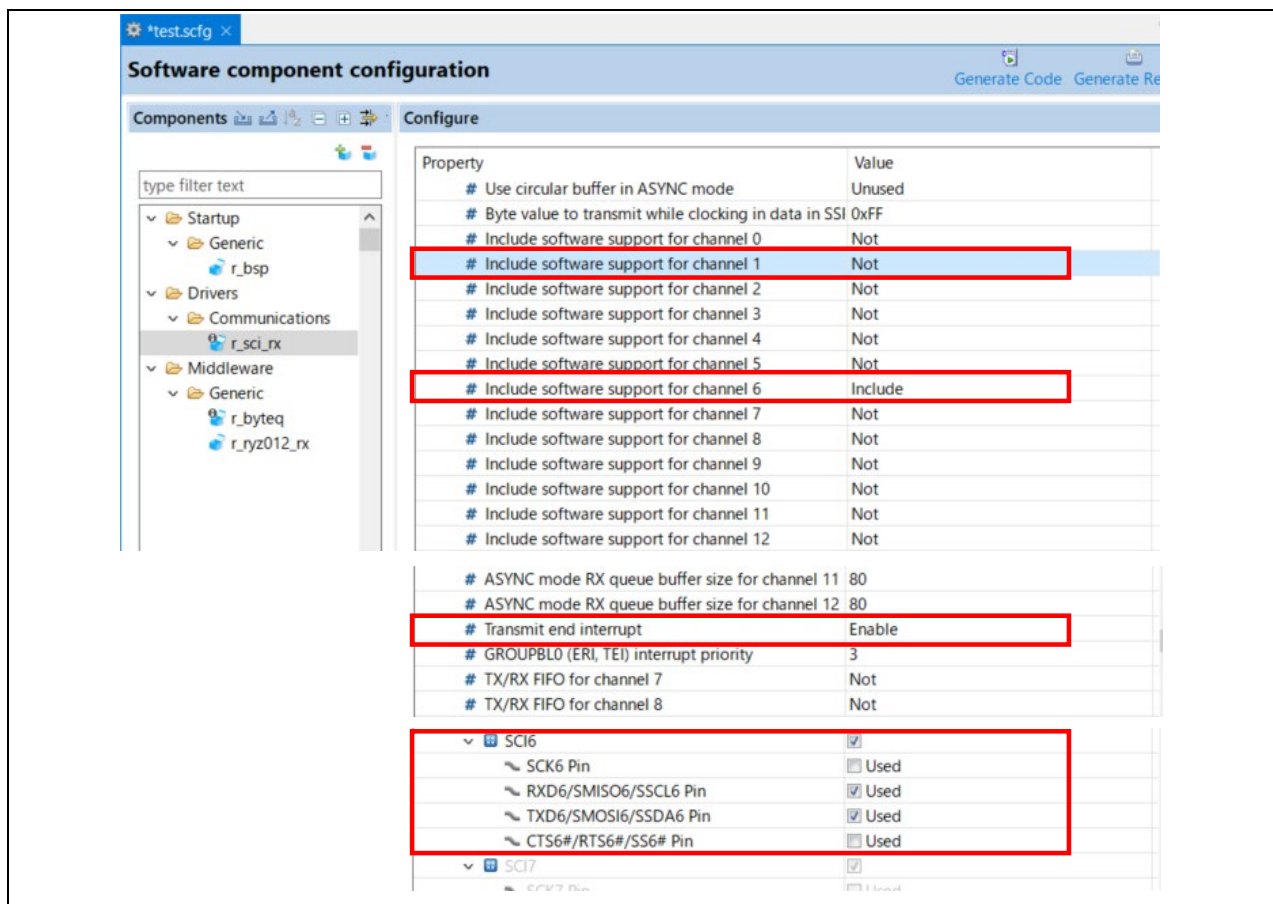 *test.scfg
Software component configuration
Generate Code Generate Re
Components
Configure
type filter text
Startup
Generic
r_bsp
Drivers
Communications
r_sci_rx
Middleware
Generic
r_byteq
r_ryz012_rx
Property Value
# Use circular buffer in ASYNC mode Unused
# Byte value to transmit while clocking in data in SSI 0xFF
# Include software support for channel 0 Not
# Include software support for channel 1 Not
# Include software support for channel 2 Not
# Include software support for channel 3 Not
# Include software support for channel 4 Not
# Include software support for channel 5 Not
# Include software support for channel 6 Include
# Include software support for channel 7 Not
# Include software support for channel 8 Not
# Include software support for channel 9 Not
# Include software support for channel 10 Not
# Include software support for channel 11 Not
# Include software support for channel 12 Not
# ASYNC mode RX queue buffer size for channel 11 80
# ASYNC mode RX queue buffer size for channel 12 80
# Transmit end interrupt Enable
# GROUPBL0 (ERI, TEI) interrupt priority 3
# TX/RX FIFO for channel 7 Not
# TX/RX FIFO for channel 8 Not
SCI6
SCK6 Pin Used
RXD6/SMISO6/SSCL6 Pin Used
TXD6/SMOSI6/SSDA6 Pin Used
CTS6#/RTS6#/SS6# Pin Used
SCI7